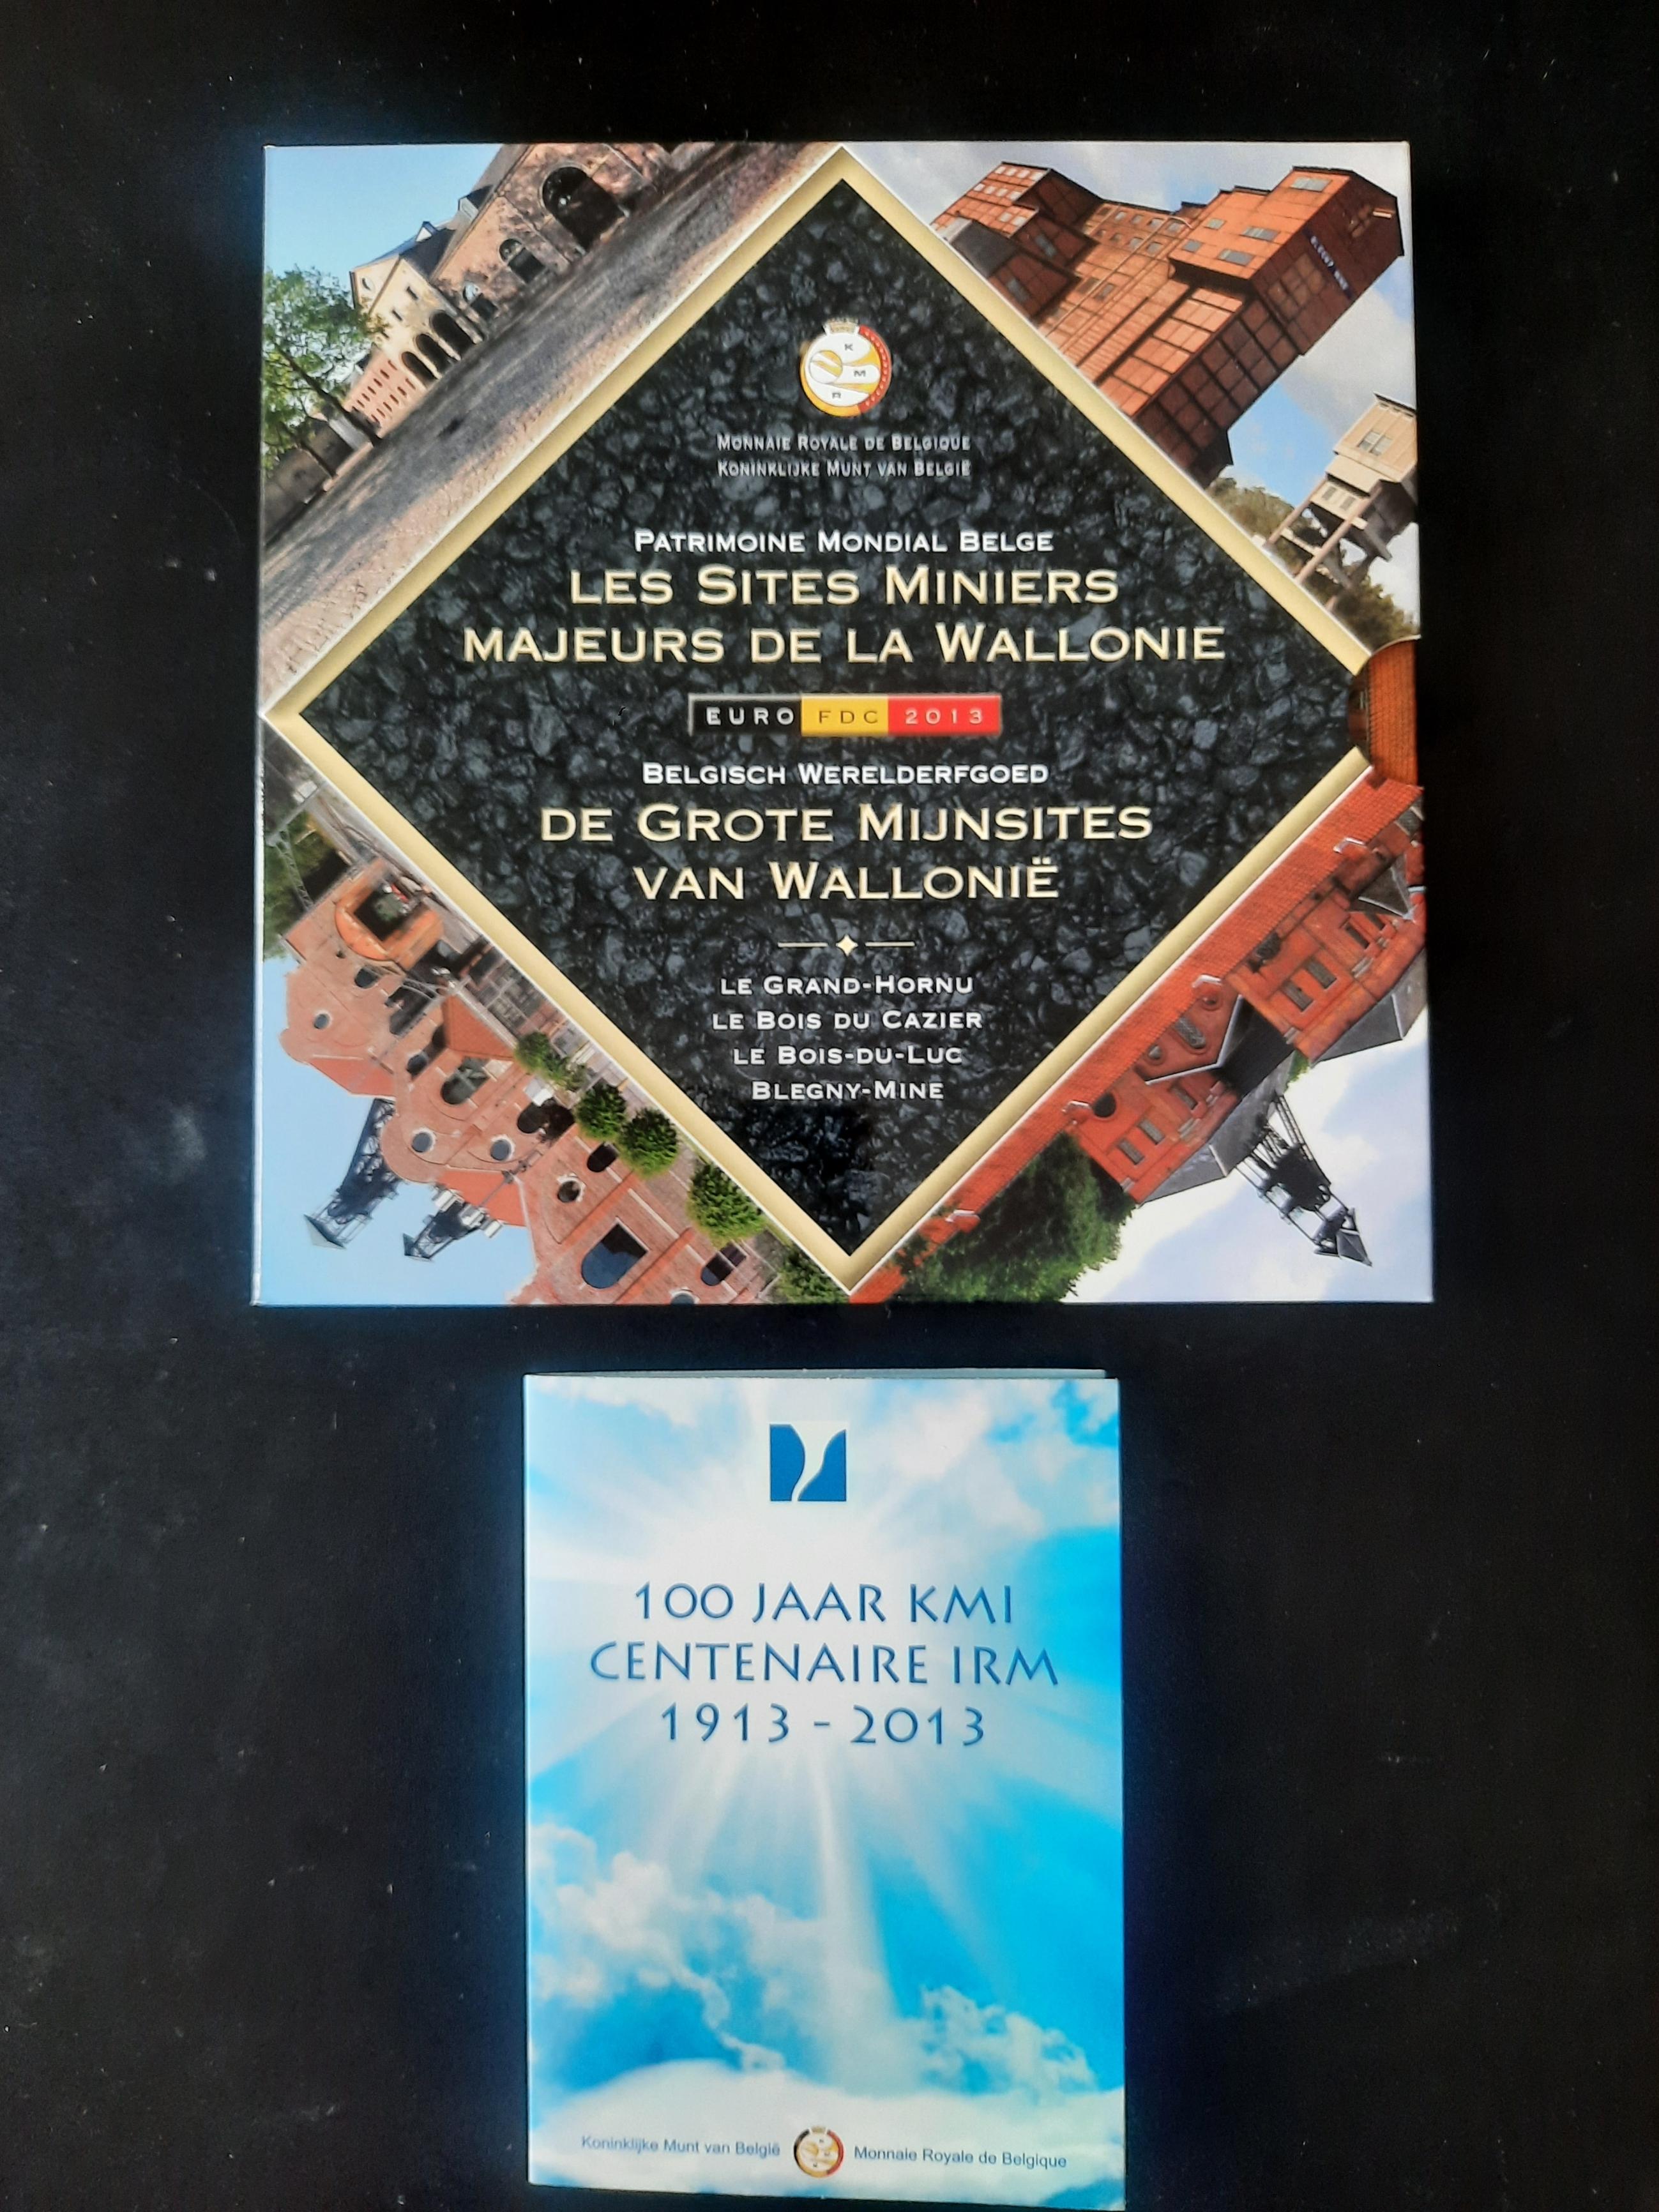 K
M
R
MONNAIE ROYALE DE BELGIQUE
KONINKLIJKE MUNT VAN BELGIË
PATRIMOINE MONDIAL BELGE
LES SITES MINIERS
MAJEURS DE LA WALLONIE
EURO FDC 2013
BELGISCH WERELDERFGOED
DE GROTE MIJNSITES
VAN WALLONIË
LE GRAND-HORNU
LE BOIS DU CAZIER
LE BOIS-DU-LUC
BLEGNY-MINE
100 JAAR KMI
CENTENAIRE IRM
1913 - 2013
Koninklijke Munt van België Monnaie Royale de Belgique